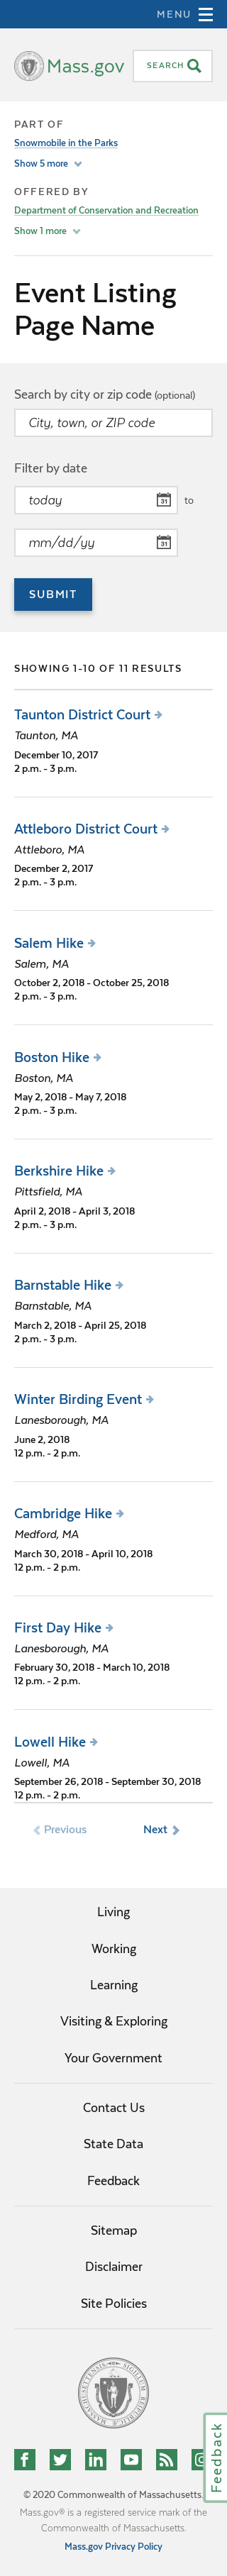 MENU
Mass.gov
SEARCH
PART OF
Snowmobile in the Parks
Show 5 more
OFFERED BY
Department of Conservation and Recreation
Show 1 more
Event Listing
Page Name
Search by city or zip code (optional)
City, town, or ZIP code
Filter by date
today
31
to
mm/dd/yy
31
SUBMIT
SHOWING 1-10 OF 11 RESULTS
Taunton District Court
Taunton, MA
December 10, 2017
2 p.m. - 3 p.m.
Attleboro District Court
Attleboro, MA
December 2, 2017
2 p.m. - 3 p.m.
Salem Hike
Salem, MA
October 2, 2018 - October 25, 2018
2 p.m. - 3 p.m.
Boston Hike
Boston, MA
May 2, 2018 - May 7, 2018
2 p.m. - 3 p.m.
Berkshire Hike
Pittsfield, MA
April 2, 2018 - April 3, 2018
2 p.m. - 3 p.m.
Barnstable Hike
Barnstable, MA
March 2, 2018 - April 25, 2018
2 p.m. - 3 p.m.
Winter Birding Event
Lanesborough, MA
June 2, 2018
12 p.m. - 2 p.m.
Cambridge Hike
Medford, MA
March 30, 2018 - April 10, 2018
12 p.m. - 2 p.m.
First Day Hike
Lanesborough, MA
February 30, 2018 - March 10, 2018
12 p.m. - 2 p.m.
Lowell Hike
Lowell, MA
September 26, 2018 - September 30, 2018
12 p.m. - 2 p.m.
Previous
Next
Living
Working
Learning
Visiting & Exploring
Your Government
Contact Us
State Data
Feedback
Sitemap
Disclaimer
Site Policies
Feedback
© 2020 Commonwealth of Massachusetts.
Mass.gov® is a registered service mark of the
Commonwealth of Massachusetts.
Mass.gov Privacy Policy